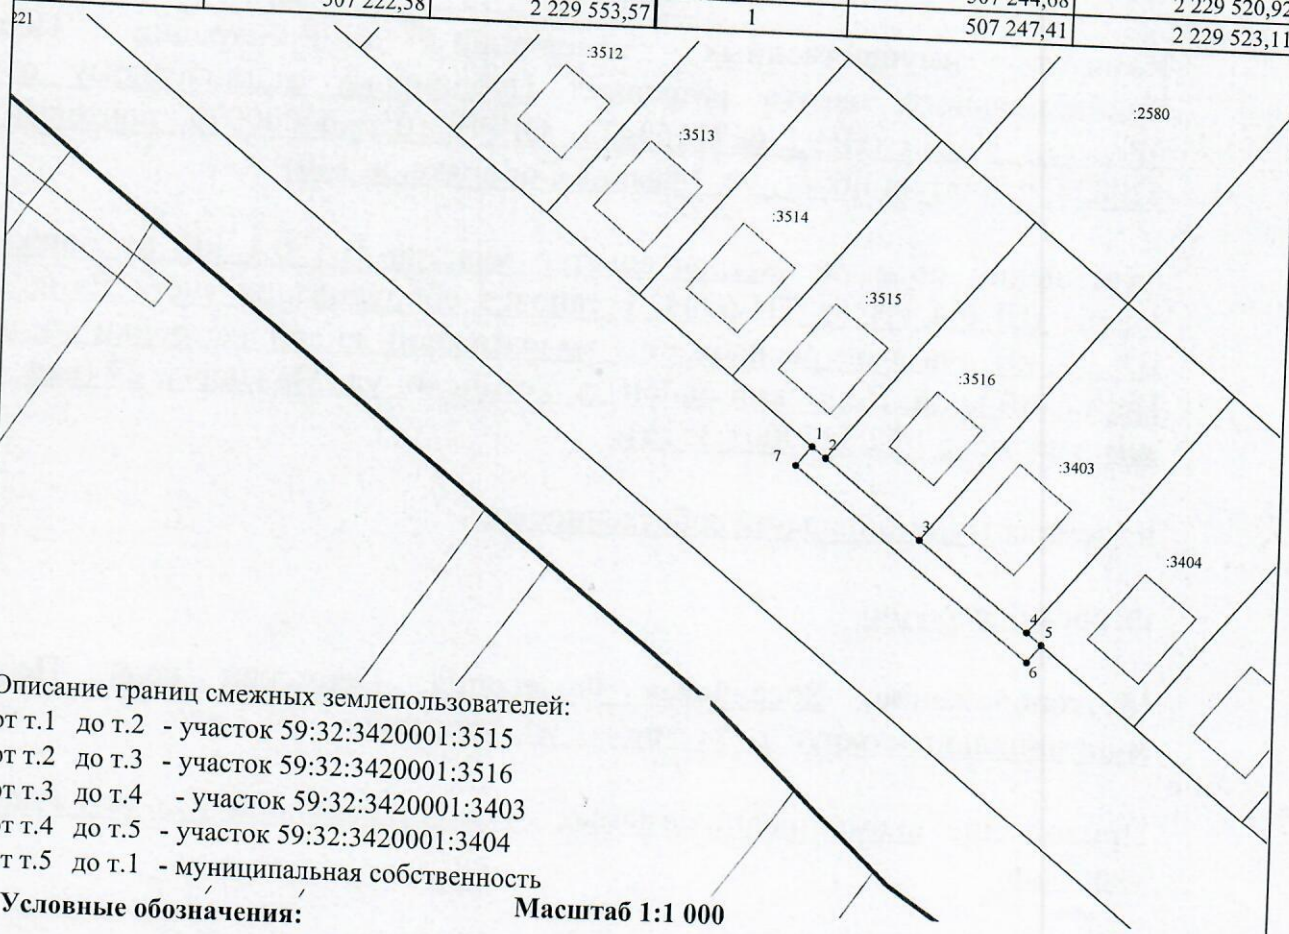 507 222,58 2 229 553,57 507 244,68 2 229 520,92
1 507 247,41 2 229 523,11
221
:3512
:2580
:3513
:3514
:3515
:3516
1
2
7
:3403
3
:3404
4
5
6
Описание границ смежных землепользователей:
от т.1 до т.2 - участок 59:32:3420001:3515
от т.2 до т.3 - участок 59:32:3420001:3516
от т.3 до т.4 - участок 59:32:3420001:3403
от т.4 до т.5 - участок 59:32:3420001:3404
от т.5 до т.1 - муниципальная собственность
Условные обозначения: Масштаб 1:1 000